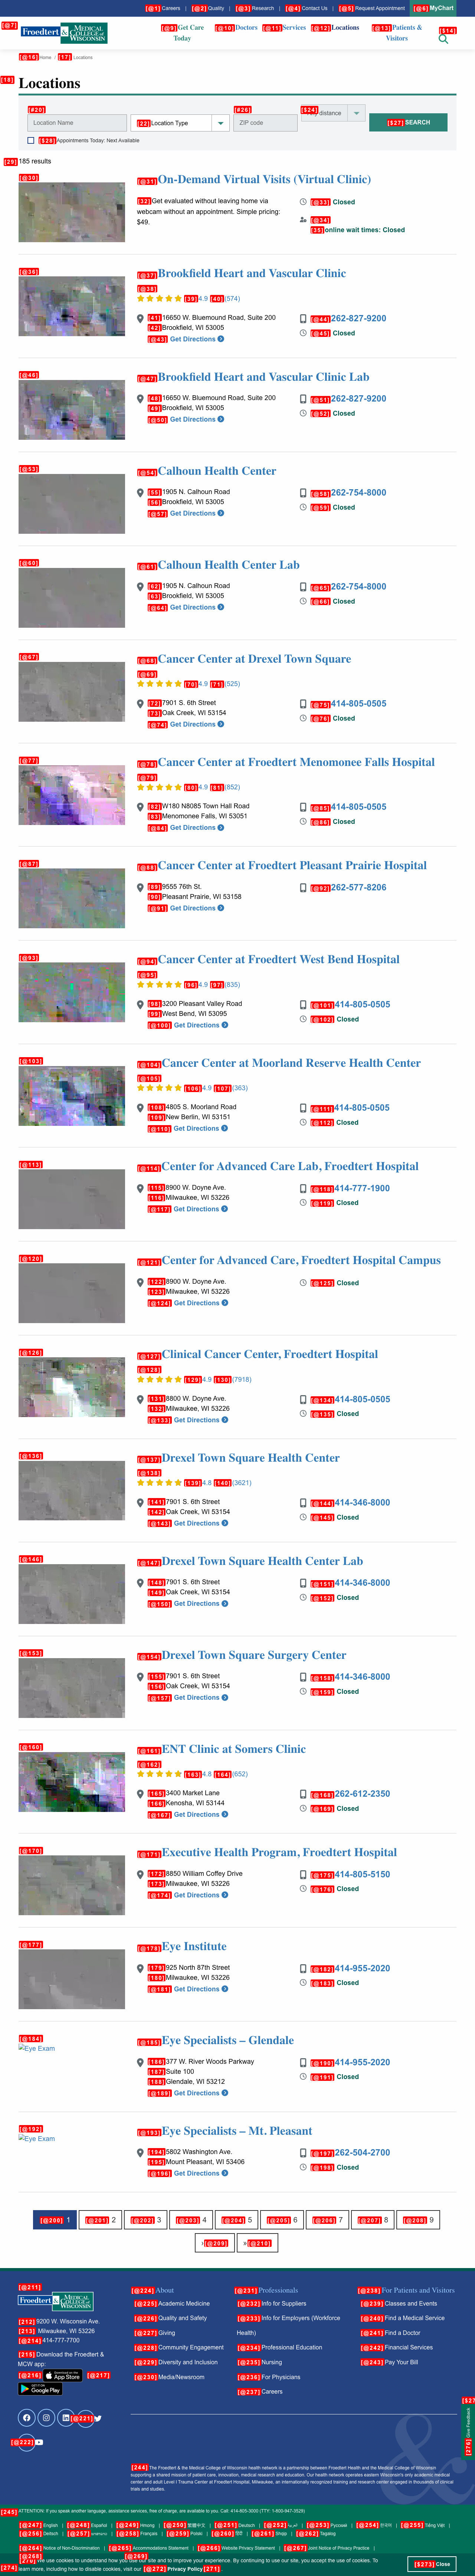 Careers | Quality | Research | Contact Us | Request Appointment MyChart
Froedtert & MEDICAL COLLEGE of WISCONSIN
Get Care Today Doctors Services Locations Patients & Visitors
Home / Locations
Locations
Location Name Location Type ZIP code distance SEARCH
Appointments Today: Next Available
185 results
On-Demand Virtual Visits (Virtual Clinic)
Get evaluated without leaving home via webcam without an appointment. Simple pricing: $49.
Closed
online wait times: Closed
Brookfield Heart and Vascular Clinic
4.9 (574)
16650 W. Bluemound Road, Suite 200
Brookfield, WI 53005
Get Directions
262-827-9200
Closed
Brookfield Heart and Vascular Clinic Lab
16650 W. Bluemound Road, Suite 200
Brookfield, WI 53005
Get Directions
262-827-9200
Closed
Calhoun Health Center
1905 N. Calhoun Road
Brookfield, WI 53005
Get Directions
262-754-8000
Closed
Calhoun Health Center Lab
1905 N. Calhoun Road
Brookfield, WI 53005
Get Directions
262-754-8000
Closed
Cancer Center at Drexel Town Square
4.9 (525)
7901 S. 6th Street
Oak Creek, WI 53154
Get Directions
414-805-0505
Closed
Cancer Center at Froedtert Menomonee Falls Hospital
4.9 (852)
W180 N8085 Town Hall Road
Menomonee Falls, WI 53051
Get Directions
414-805-0505
Closed
Cancer Center at Froedtert Pleasant Prairie Hospital
9555 76th St.
Pleasant Prairie, WI 53158
Get Directions
262-577-8206
Cancer Center at Froedtert West Bend Hospital
4.9 (835)
3200 Pleasant Valley Road
West Bend, WI 53095
Get Directions
414-805-0505
Closed
Cancer Center at Moorland Reserve Health Center
4.9 (363)
4805 S. Moorland Road
New Berlin, WI 53151
Get Directions
414-805-0505
Closed
Center for Advanced Care Lab, Froedtert Hospital
8900 W. Doyne Ave.
Milwaukee, WI 53226
Get Directions
414-777-1900
Closed
Center for Advanced Care, Froedtert Hospital Campus
8900 W. Doyne Ave.
Milwaukee, WI 53226
Get Directions
Closed
Clinical Cancer Center, Froedtert Hospital
4.9 (7918)
8800 W. Doyne Ave.
Milwaukee, WI 53226
Get Directions
414-805-0505
Closed
Drexel Town Square Health Center
4.8 (3621)
7901 S. 6th Street
Oak Creek, WI 53154
Get Directions
414-346-8000
Closed
Drexel Town Square Health Center Lab
7901 S. 6th Street
Oak Creek, WI 53154
Get Directions
414-346-8000
Closed
Drexel Town Square Surgery Center
7901 S. 6th Street
Oak Creek, WI 53154
Get Directions
414-346-8000
Closed
ENT Clinic at Somers Clinic
4.8 (652)
3400 Market Lane
Kenosha, WI 53144
Get Directions
262-612-2350
Closed
Executive Health Program, Froedtert Hospital
8850 William Coffey Drive
Milwaukee, WI 53226
Get Directions
414-805-5150
Closed
Eye Institute
925 North 87th Street
Milwaukee, WI 53226
Get Directions
414-955-2020
Closed
Eye Exam
Eye Specialists – Glendale
377 W. River Woods Parkway
Suite 100
Glendale, WI 53212
Get Directions
414-955-2020
Closed
Eye Exam
Eye Specialists – Mt. Pleasant
5802 Washington Ave.
Mount Pleasant, WI 53406
Get Directions
262-504-2700
Closed
1 2 3 4 5 6 7 8 9
› »
Froedtert & MEDICAL COLLEGE of WISCONSIN
9200 W. Wisconsin Ave.
Milwaukee, WI 53226
414-777-7700
Download the Froedtert & MCW app:
App Store
Google Play
About
Academic Medicine
Quality and Safety
Giving
Community Engagement
Diversity and Inclusion
Media/Newsroom
Professionals
Info for Suppliers
Info for Employers (Workforce Health)
Professional Education
Nursing
For Physicians
Careers
For Patients and Visitors
Classes and Events
Find a Medical Service
Find a Doctor
Financial Services
Pay Your Bill
Give Feedback
The Froedtert & the Medical College of Wisconsin health network is a partnership between Froedtert Health and the Medical College of Wisconsin
supporting a shared mission of patient care, innovation, medical research and education. Our health network operates eastern Wisconsin's only academic medical
center and adult Level I Trauma Center at Froedtert Hospital, Milwaukee, an internationally recognized training and research center engaged in thousands of clinical
trials and studies.
ATTENTION: If you speak another language, assistance services, free of charge, are available to you. Call: 414-805-3000 (TTY: 1-800-947-3529)
English | Español | Hmong | 繁體中文 | Deutsch | العربية | Русский | 한국어 | Tiếng Việt |
Deitsch | Français | Polski | हिंदी | Shqip | Tagalog
Notice of Non-Discrimination | Accommodations Statement | Website Privacy Statement | Joint Notice of Privacy Practice |
use cookies to understand how you use our site and to improve your experience. By continuing to use our site, you accept the use of cookies. To
learn more, including how to disable cookies, visit our Privacy Policy.
Close